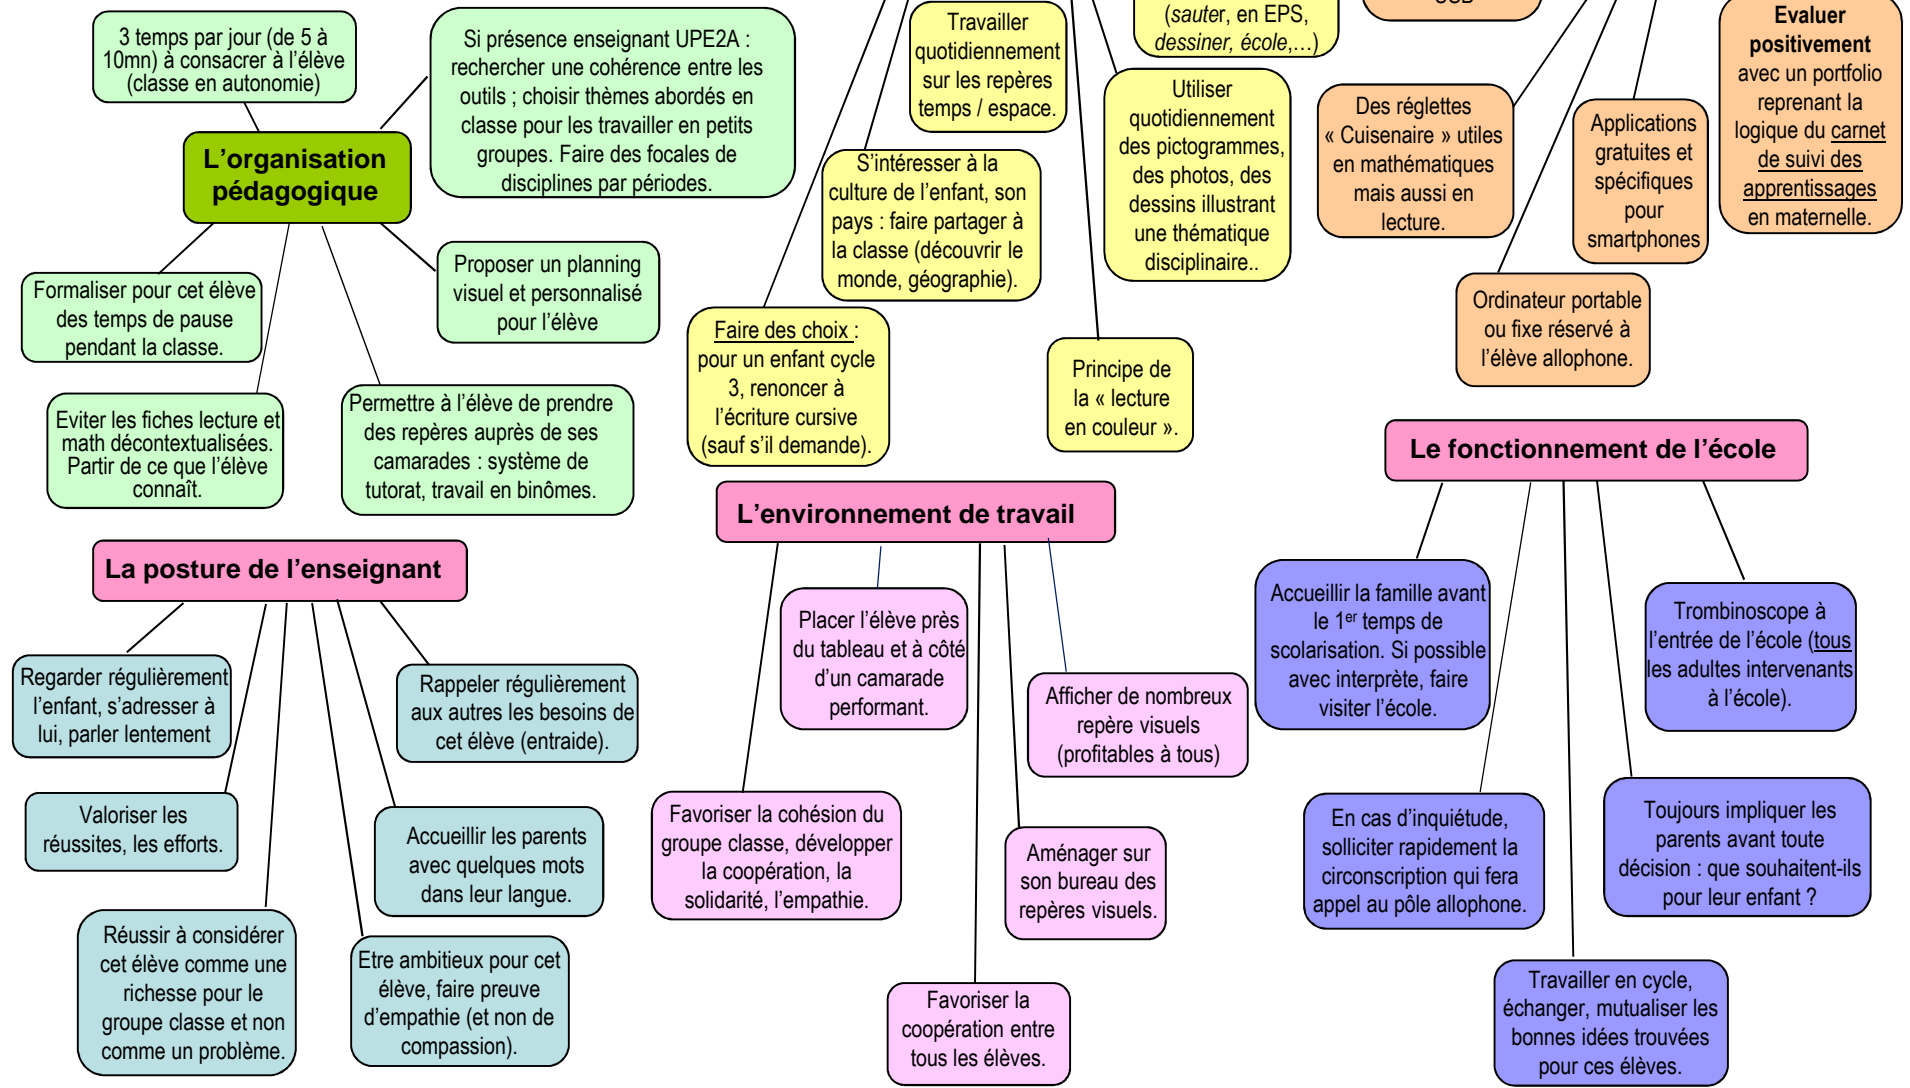 3 temps par jour (de 5 à
10mn) à consacrer à l’élève
(classe en autonomie)
Si présence enseignant UPE2A :
rechercher une cohérence entre les
outils ; choisir thèmes abordés en
classe pour les travailler en petits
groupes. Faire des focales de
disciplines par périodes.
L’organisation
pédagogique
Formaliser pour cet élève
des temps de pause
pendant la classe.
Proposer un planning
visuel et personnalisé
pour l’élève
Eviter les fiches lecture et
math décontextualisées.
Partir de ce que l’élève
connaît.
Permettre à l’élève de prendre
des repères auprès de ses
camarades : système de
tutorat, travail en binômes.
Travailler
quotidiennement
sur les repères
temps / espace.
(sauter, en EPS,
dessiner, école,…)
S’intéresser à la
culture de l’enfant, son
pays : faire partager à
la classe (découvrir le
monde, géographie).
Utiliser
quotidiennement
des pictogrammes,
des photos, des
dessins illustrant
une thématique
disciplinaire..
Faire des choix :
pour un enfant cycle
3, renoncer à
l’écriture cursive
(sauf s’il demande).
Principe de
la « lecture
en couleur ».
Des réglettes
« Cuisenaire » utiles
en mathématiques
mais aussi en
lecture.
Applications
gratuites et
spécifiques
pour
smartphones
Evaluer
positivement
avec un portfolio
reprenant la
logique du carnet
de suivi des
apprentissages
en maternelle.
Ordinateur portable
ou fixe réservé à
l’élève allophone.
La posture de l’enseignant
Regarder régulièrement
l’enfant, s’adresser à
lui, parler lentement
Rappeler régulièrement
aux autres les besoins de
cet élève (entraide).
Valoriser les
réussites, les efforts.
Accueillir les parents
avec quelques mots
dans leur langue.
Réussir à considérer
cet élève comme une
richesse pour le
groupe classe et non
comme un problème.
Etre ambitieux pour cet
élève, faire preuve
d’empathie (et non de
compassion).
L’environnement de travail
Placer l’élève près
du tableau et à côté
d’un camarade
performant.
Afficher de nombreux
repère visuels
(profitables à tous)
Favoriser la cohésion du
groupe classe, développer
la coopération, la
solidarité, l’empathie.
Aménager sur
son bureau des
repères visuels.
Favoriser la
coopération entre
tous les élèves.
Le fonctionnement de l’école
Accueillir la famille avant
le 1er temps de
scolarisation. Si possible
avec interprète, faire
visiter l’école.
Trombinoscope à
l’entrée de l’école (tous
les adultes intervenants
à l’école).
En cas d’inquiétude,
solliciter rapidement la
circonscription qui fera
appel au pôle allophone.
Toujours impliquer les
parents avant toute
décision : que souhaitent-ils
pour leur enfant ?
Travailler en cycle,
échanger, mutualiser les
bonnes idées trouvées
pour ces élèves.